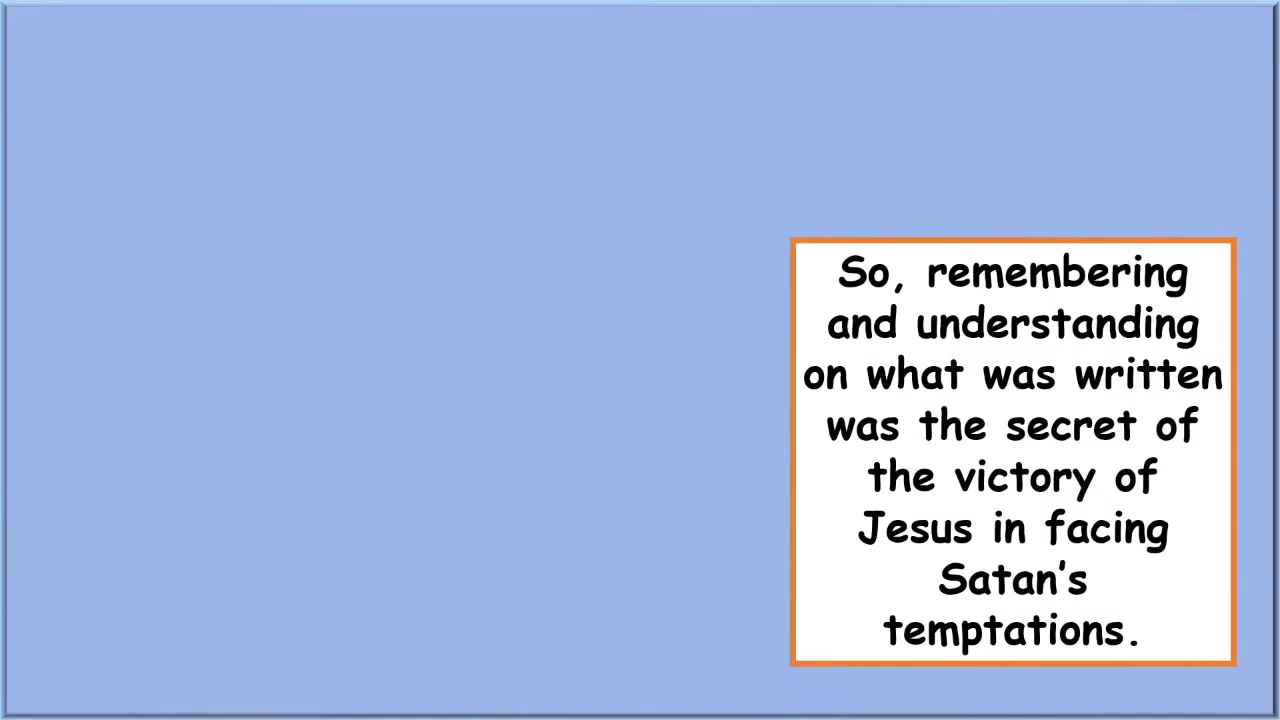 So, remembering
and understanding
on what was written
was the secret of
the victory of
Jesus in facing
Satan's
temptations.